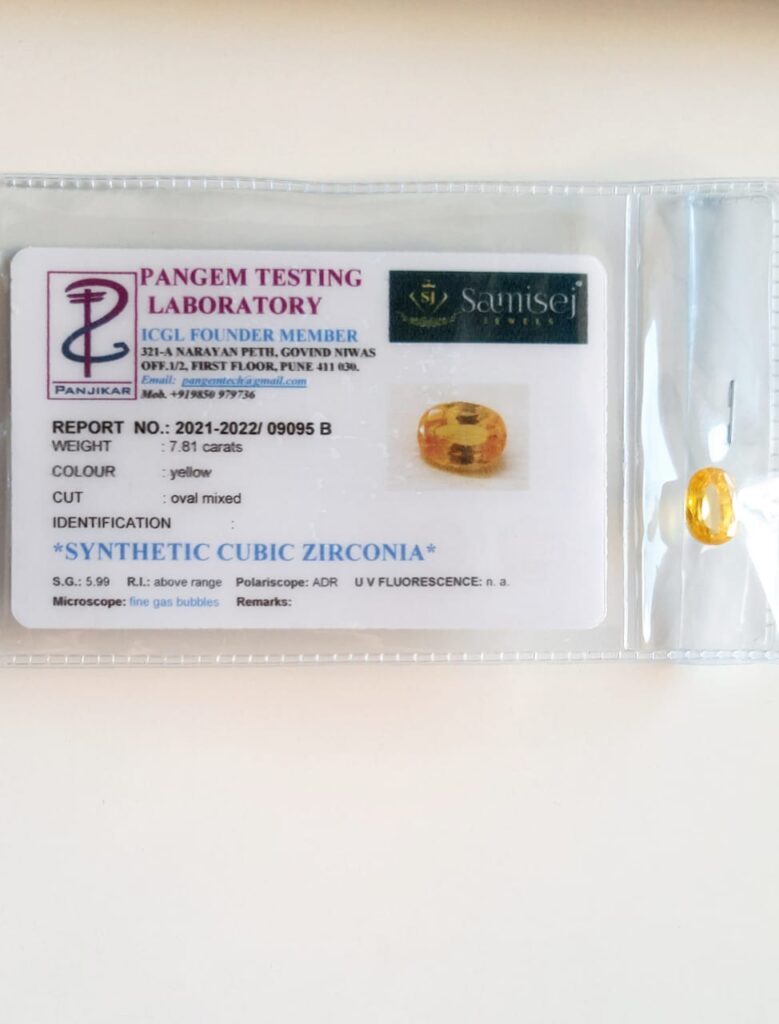 PANGEM TESTING
LABORATORY
ICGL FOUNDER MEMBER
321-A NARAYAN PETH, GOVIND NIWAS
OFF.1/2, FIRST FLOOR, PUNE 411 030.
Email: pangemtech@gmail.com
Mob. +919850 979736
PANJIKAR
SJ
Samisej
JEWELS
REPORT NO.: 2021-2022/ 09095 B
WEIGHT : 7.81 carats
COLOUR : yellow
CUT : oval mixed
IDENTIFICATION :
*SYNTHETIC CUBIC ZIRCONIA*
S.G.: 5.99 R.I.: above range Polariscope: ADR U V FLUORESCENCE: n. a.
Microscope: fine gas bubbles Remarks: